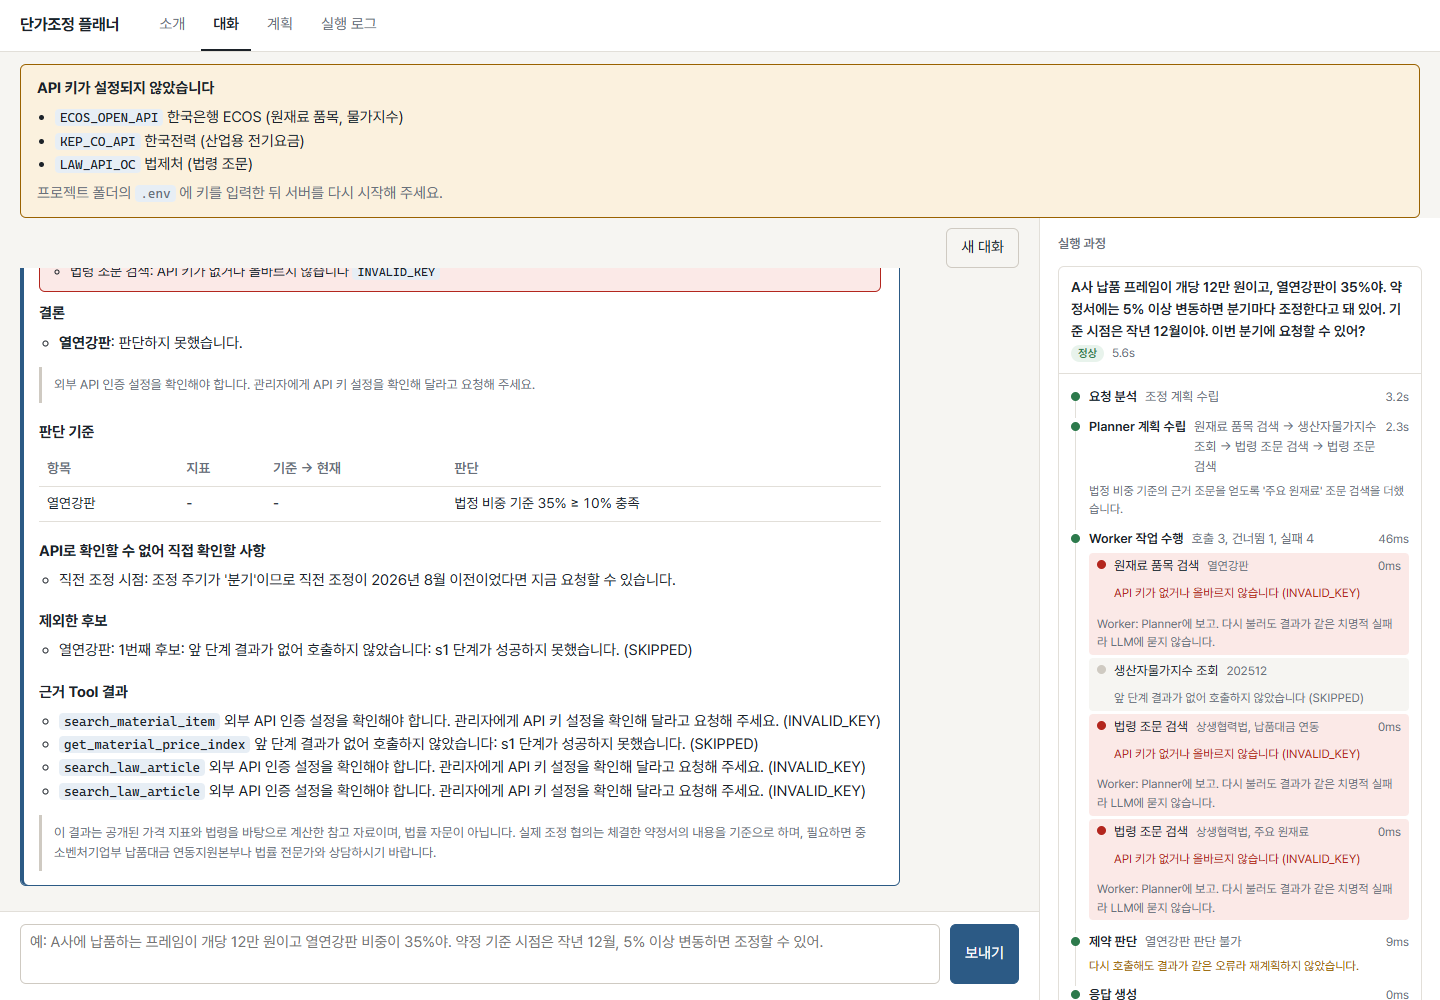 단가조정 플래너
소개
대화
계획
실행 로그
API 키가 설정되지 않았습니다
ECOS_OPEN_API 한국은행 ECOS (원재료 품목, 물가지수)
KEP_CO_API 한국전력 (산업용 전기요금)
LAW_API_OC 법제처 (법령 조문)
프로젝트 폴더의 .env 에 키를 입력한 뒤 서버를 다시 시작해 주세요.
새 대화
법령 조문 검색: API 키가 없거나 올바르지 않습니다 INVALID_KEY
결론
열연강판: 판단하지 못했습니다.
외부 API 인증 설정을 확인해야 합니다. 관리자에게 API 키 설정을 확인해 달라고 요청해 주세요.
판단 기준
항목 지표 기준 → 현재 판단
열연강판 - - 법정 비중 기준 35% ≥ 10% 충족
API로 확인할 수 없어 직접 확인할 사항
직전 조정 시점: 조정 주기가 '분기'이므로 직전 조정이 2026년 8월 이전이었다면 지금 요청할 수 있습니다.
제외한 후보
열연강판: 1번째 후보: 앞 단계 결과가 없어 호출하지 않았습니다: s1 단계가 성공하지 못했습니다. (SKIPPED)
근거 Tool 결과
search_material_item 외부 API 인증 설정을 확인해야 합니다. 관리자에게 API 키 설정을 확인해 달라고 요청해 주세요. (INVALID_KEY)
get_material_price_index 앞 단계 결과가 없어 호출하지 않았습니다: s1 단계가 성공하지 못했습니다. (SKIPPED)
search_law_article 외부 API 인증 설정을 확인해야 합니다. 관리자에게 API 키 설정을 확인해 달라고 요청해 주세요. (INVALID_KEY)
search_law_article 외부 API 인증 설정을 확인해야 합니다. 관리자에게 API 키 설정을 확인해 달라고 요청해 주세요. (INVALID_KEY)
이 결과는 공개된 가격 지표와 법령을 바탕으로 계산한 참고 자료이며, 법률 자문이 아닙니다. 실제 조정 협의는 체결한 약정서의 내용을 기준으로 하며, 필요하면 중
소벤처기업부 납품대금 연동지원본부나 법률 전문가와 상담하시기 바랍니다.
예: A사에 납품하는 프레임이 개당 12만 원이고 열연강판 비중이 35%야. 약정 기준 시점은 작년 12월, 5% 이상 변동하면 조정할 수 있어.
보내기
실행 과정
A사 납품 프레임이 개당 12만 원이고, 열연강판이 35%야. 약
정서에는 5% 이상 변동하면 분기마다 조정한다고 돼 있어. 기
준 시점은 작년 12월이야. 이번 분기에 요청할 수 있어?
정상 5.6s
요청 분석 조정 계획 수립 3.2s
Planner 계획 수립 원재료 품목 검색 → 생산자물가지수 2.3s
조회 → 법령 조문 검색 → 법령 조문
검색
법정 비중 기준의 근거 조문을 얻도록 '주요 원재료' 조문 검색을 더했
습니다.
Worker 작업 수행 호출 3, 건너뜀 1, 실패 4 46ms
원재료 품목 검색 열연강판 0ms
API 키가 없거나 올바르지 않습니다 (INVALID_KEY)
Worker: Planner에 보고. 다시 불러도 결과가 같은 치명적 실패
라 LLM에 묻지 않습니다.
생산자물가지수 조회 202512
앞 단계 결과가 없어 호출하지 않았습니다 (SKIPPED)
법령 조문 검색 상생협력법, 납품대금 연동 0ms
API 키가 없거나 올바르지 않습니다 (INVALID_KEY)
Worker: Planner에 보고. 다시 불러도 결과가 같은 치명적 실패
라 LLM에 묻지 않습니다.
법령 조문 검색 상생협력법, 주요 원재료 0ms
API 키가 없거나 올바르지 않습니다 (INVALID_KEY)
Worker: Planner에 보고. 다시 불러도 결과가 같은 치명적 실패
라 LLM에 묻지 않습니다.
제약 판단 열연강판 판단 불가 9ms
다시 호출해도 결과가 같은 오류라 재계획하지 않았습니다.
응답 생성 0ms